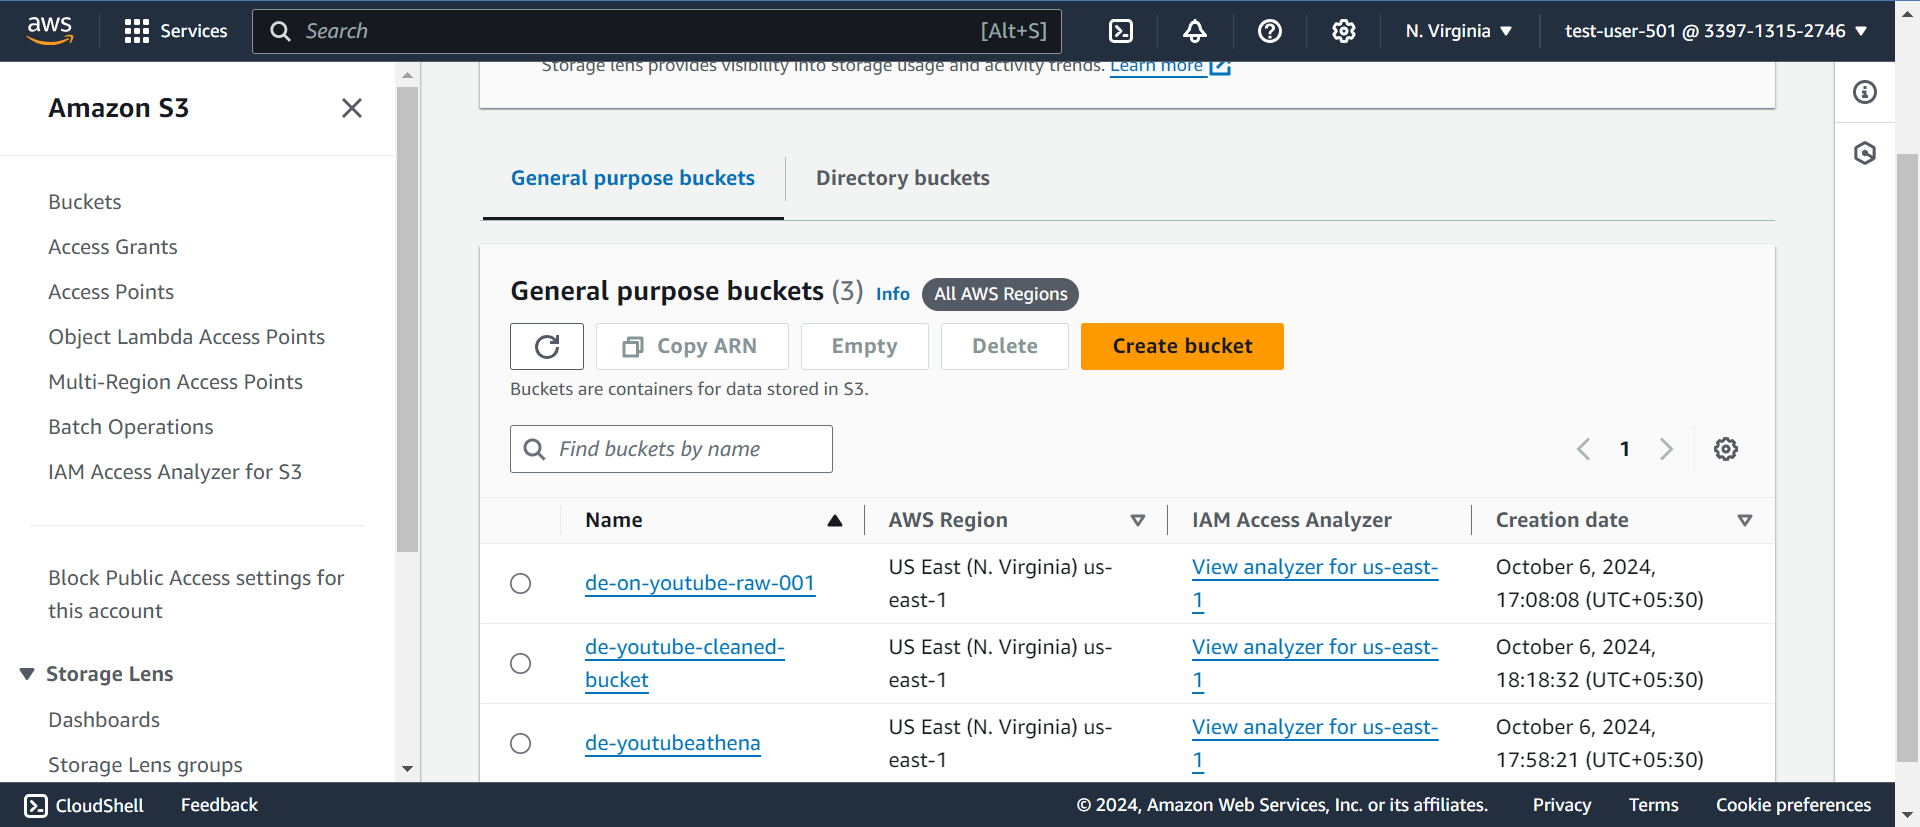 aws
Services
Search
[Alt+S]
N. Virginia
test-user-501 @ 3397-1315-2746
Storage lens provides visibility into storage usage and activity trends. Learn more
Amazon S3
Buckets
Access Grants
Access Points
Object Lambda Access Points
Multi-Region Access Points
Batch Operations
IAM Access Analyzer for S3
Block Public Access settings for
this account
Storage Lens
Dashboards
Storage Lens groups
General purpose buckets
Directory buckets
General purpose buckets (3) Info All AWS Regions
Copy ARN
Empty
Delete
Create bucket
Buckets are containers for data stored in S3.
Find buckets by name
1
Name
AWS Region
IAM Access Analyzer
Creation date
de-on-youtube-raw-001
US East (N. Virginia) us-
east-1
View analyzer for us-east-
1
October 6, 2024,
17:08:08 (UTC+05:30)
de-youtube-cleaned-
bucket
US East (N. Virginia) us-
east-1
View analyzer for us-east-
1
October 6, 2024,
18:18:32 (UTC+05:30)
de-youtubeathena
US East (N. Virginia) us-
east-1
View analyzer for us-east-
1
October 6, 2024,
17:58:21 (UTC+05:30)
CloudShell
Feedback
© 2024, Amazon Web Services, Inc. or its affiliates.
Privacy
Terms
Cookie preferences